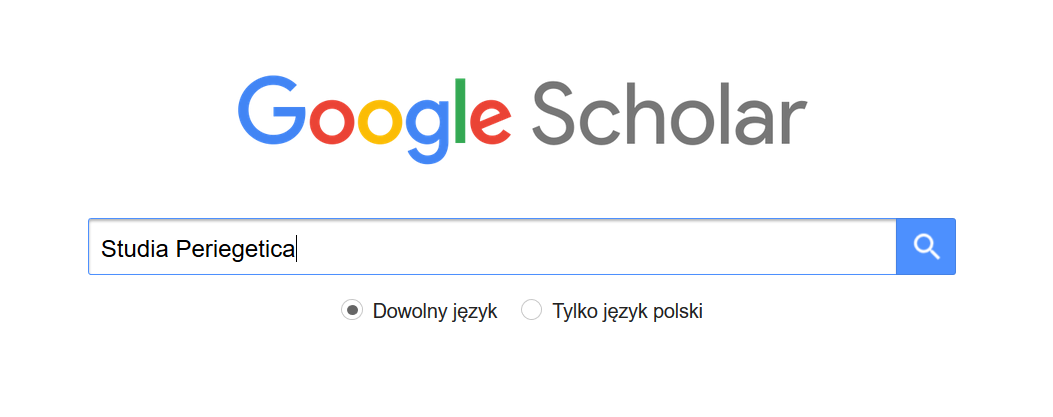 Google Scholar
Studia Periegetica
Dowolny język Tylko język polski